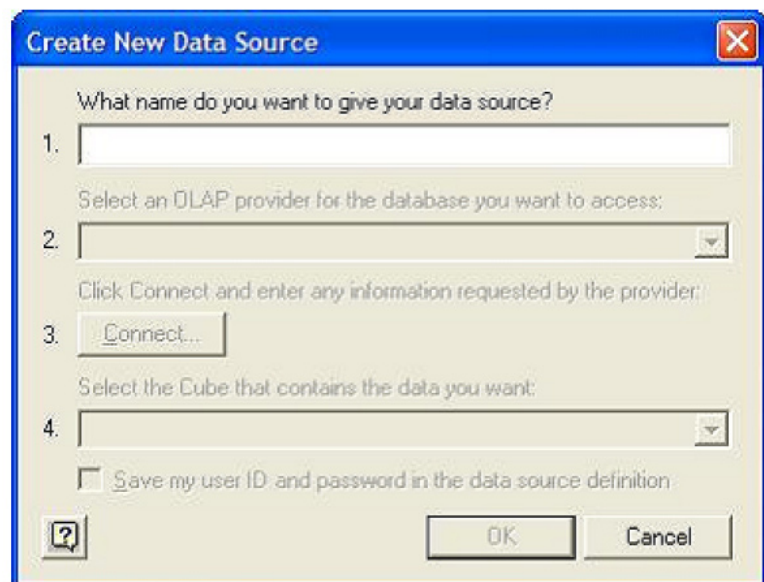 Create New Data Source
What name do you want to give your data source?
1.
Select an OLAP provider for the database you want to access:
2.
Click Connect and enter any information requested by the provider:
3. Connect...
Select the Cube that contains the data you want:
4.
Save my user ID and password in the data source definition
? OK Cancel